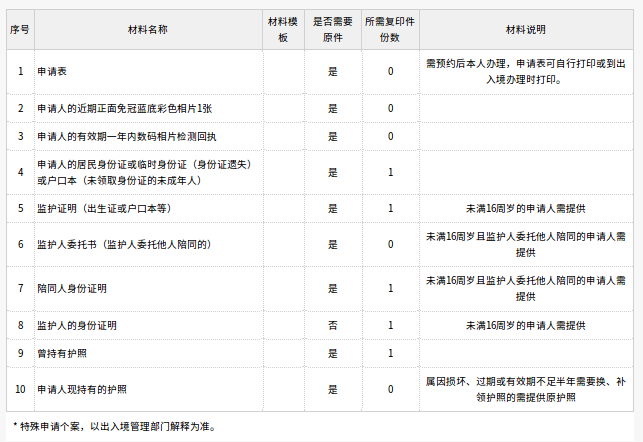 序号 材料名称 材料模板 是否需要原件 所需复印件份数 材料说明
1 申请表 是 0 需预约后本人办理，申请表可自行打印或到出入境办理时打印。
2 申请人的近期正面免冠蓝底彩色相片1张 是 0
3 申请人的有效期一年内数码相片检测回执 是 0
4 申请人的居民身份证或临时身份证（身份证遗失）或户口本（未领取身份证的未成年人） 是 1
5 监护证明（出生证或户口本等） 是 1 未满16周岁的申请人需提供
6 监护人委托书（监护人委托他人陪同的） 是 0 未满16周岁且监护人委托他人陪同的申请人需提供
7 陪同人身份证明 是 1 未满16周岁且监护人委托他人陪同的申请人需提供
8 监护人的身份证明 否 1 未满16周岁的申请人需提供
9 曾持有护照 是 1
10 申请人现持有的护照 是 0 属因损坏、过期或有效期不足半年需要换、补领护照的需提供原护照
* 特殊申请个案，以出入境管理部门解释为准。